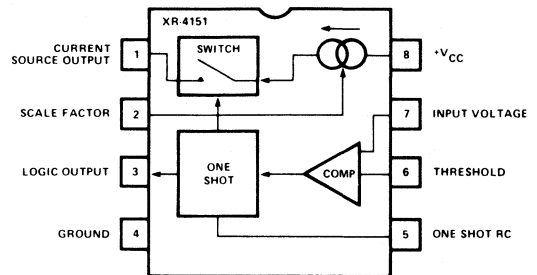 XR-4151
CURRENT
SOURCE OUTPUT
1
SWITCH
8
+VCC
SCALE FACTOR
2
7
INPUT VOLTAGE
LOGIC OUTPUT
3
ONE
SHOT
COMP
6
THRESHOLD
GROUND
4
5
ONE SHOT RC